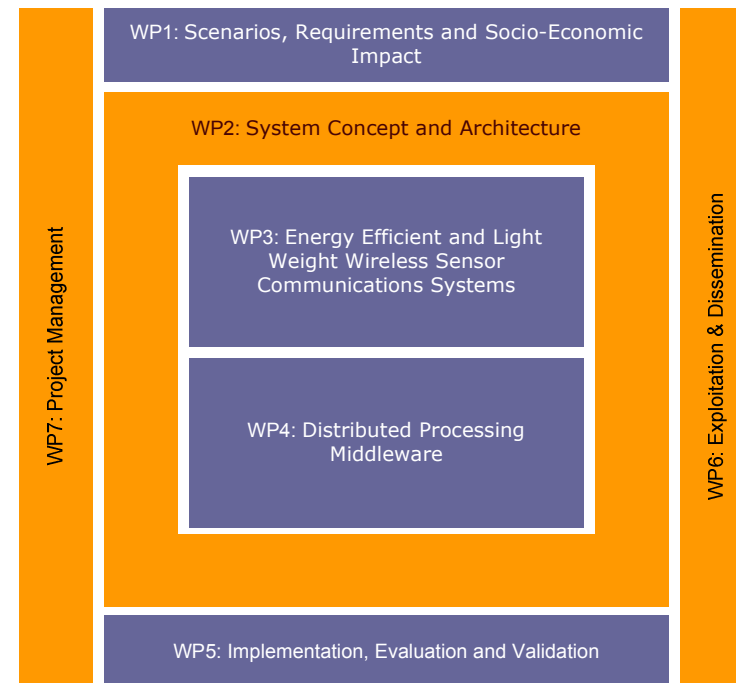 WP1: Scenarios, Requirements and Socio-Economic
Impact
WP2: System Concept and Architecture
WP3: Energy Efficient and Light
Weight Wireless Sensor
Communications Systems
WP4: Distributed Processing
Middleware
WP5: Implementation, Evaluation and Validation
WP7: Project Management
WP6: Exploitation & Dissemination